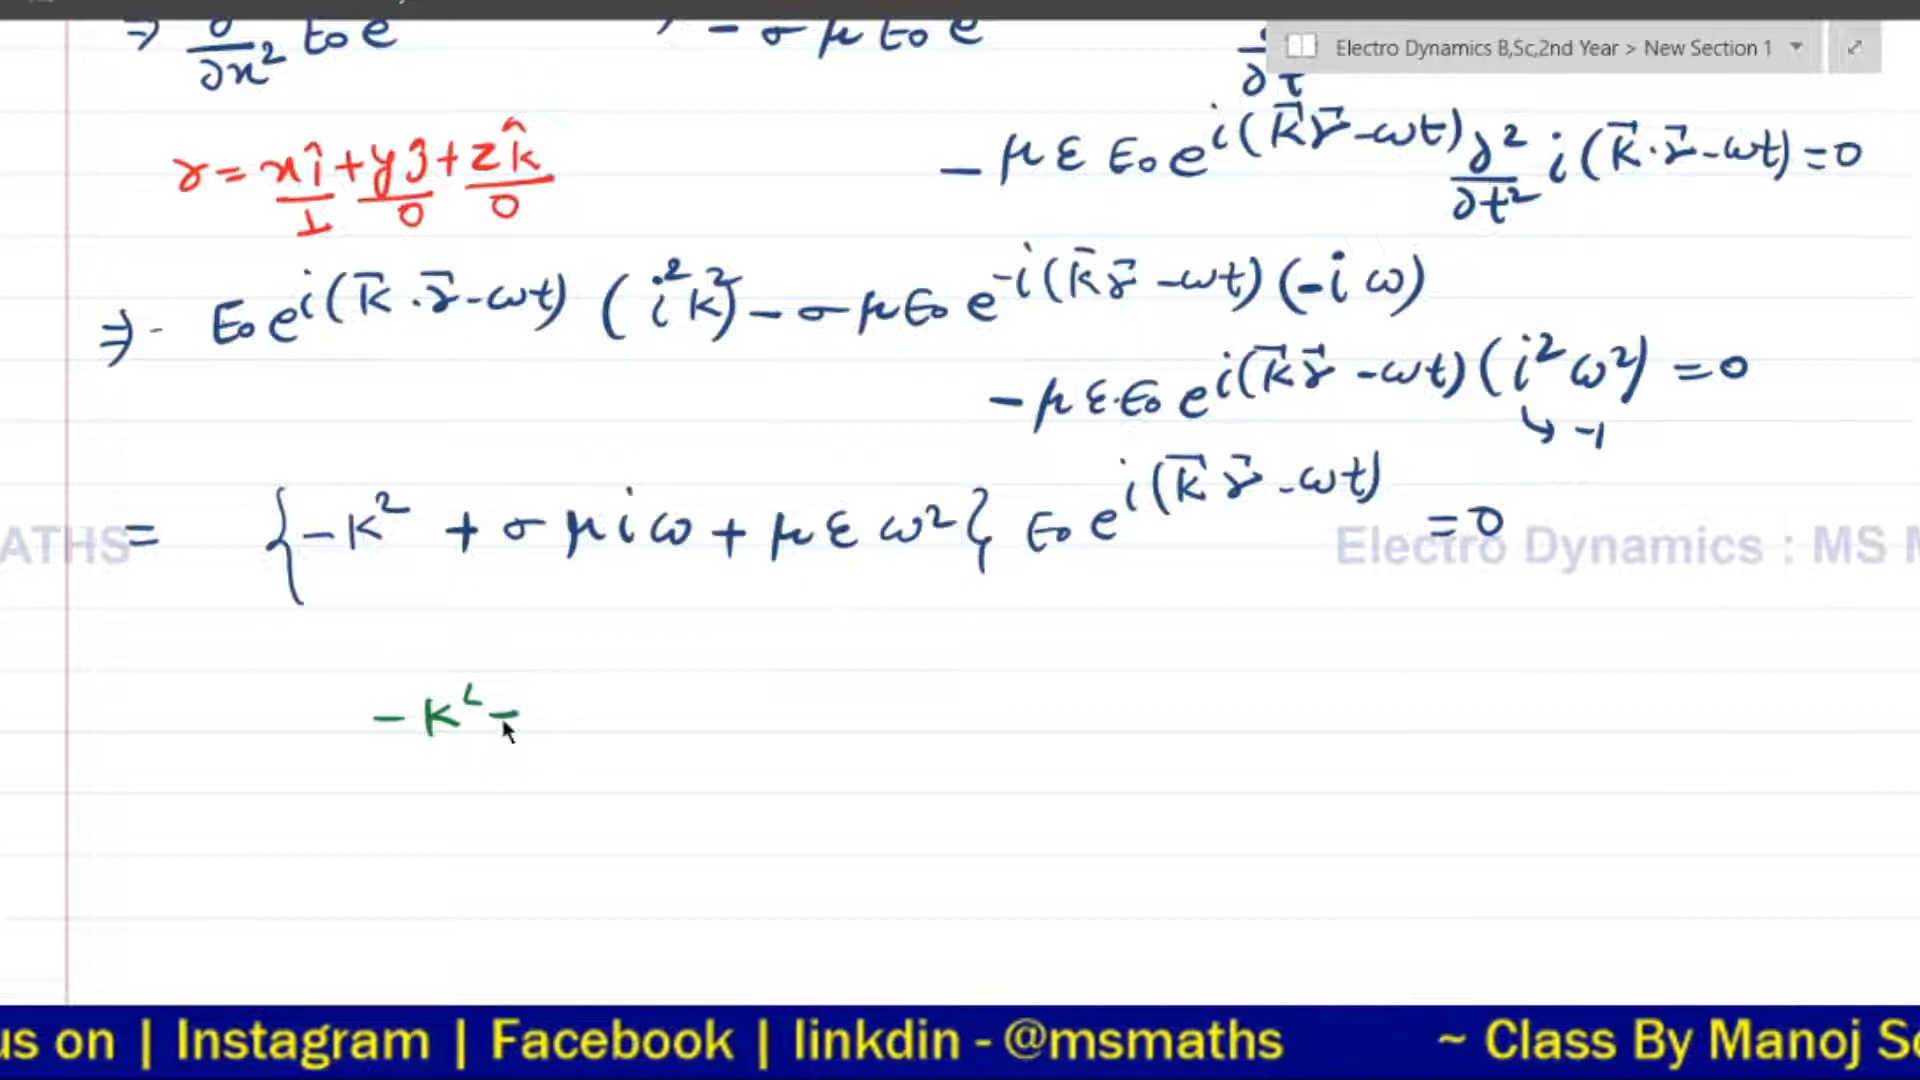 Electro Dynamics B,Sc,2nd Year > New Section 1
⇒ ∂/∂x² E₀ e - σ μ E₀ e
∂t
r = xî + yĵ + zk̂
1 0 0
- μ ε E₀ e^{i(k⃗ r⃗ - ωt)} ∂²/∂t² i(k⃗·r⃗ - ωt) = 0
⇒ - E₀ e^{i(k⃗·r⃗ - ωt)} (i²k²) - σ μ E₀ e^{-i(k⃗ r⃗ - ωt)} (-iω)
- μ ε·E₀ e^{i(k⃗ r⃗ - ωt)} (i²ω²) = 0
↳ -1
= {-K² + σ μ i ω + μ ε ω²} E₀ e^{i(k⃗ r⃗ - ωt)} = 0
ATHS
Electro Dynamics : MS M
- K² -
us on | Instagram | Facebook | linkdin - @msmaths ~ Class By Manoj So